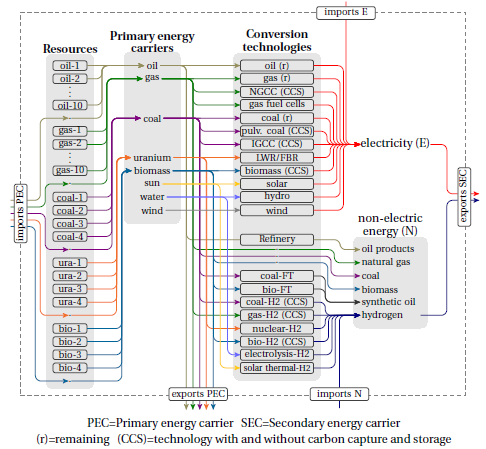 imports E
Primary energy
carriers
Conversion
technologies
Resources
oil-1
oil-2
oil-10
gas-1
gas-2
gas-10
coal-1
coal-2
coal-3
coal-4
ura-1
ura-2
ura-3
ura-4
bio-1
bio-2
bio-3
bio-4
imports PEC
oil
gas
coal
uranium
biomass
sun
water
wind
oil (r)
gas (r)
NGCC (CCS)
gas fuel cells
coal (r)
pulv. coal (CCS)
IGCC (CCS)
LWR/FBR
biomass (CCS)
solar
hydro
wind
Refinery
coal-FT
bio-FT
coal-H2 (CCS)
gas-H2 (CCS)
nuclear-H2
bio-H2 (CCS)
electrolysis-H2
solar thermal-H2
electricity (E)
non-electric
energy (N)
oil products
natural gas
coal
biomass
synthetic oil
hydrogen
exports SEC
exports PEC
imports N
PEC=Primary energy carrier SEC=Secondary energy carrier
(r)=remaining (CCS)=technology with and without carbon capture and storage